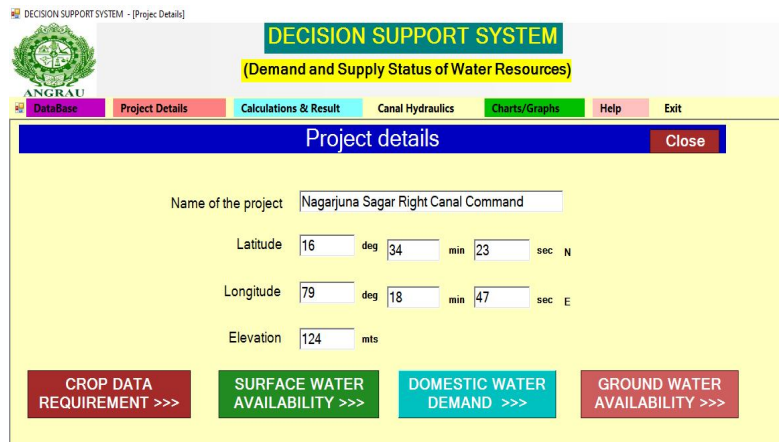 DECISION SUPPORT SYSTEM - [Projec Details]
DECISION SUPPORT SYSTEM
(Demand and Supply Status of Water Resources)
ANGRAU
DataBase Project Details Calculations & Result Canal Hydraulics Charts/Graphs Help Exit
Project details Close
Name of the project Nagarjuna Sagar Right Canal Command
Latitude 16 deg 34 min 23 sec N
Longitude 79 deg 18 min 47 sec E
Elevation 124 mts
CROP DATA SURFACE WATER DOMESTIC WATER GROUND WATER
REQUIREMENT >>> AVAILABILITY >>> DEMAND >>> AVAILABILITY >>>